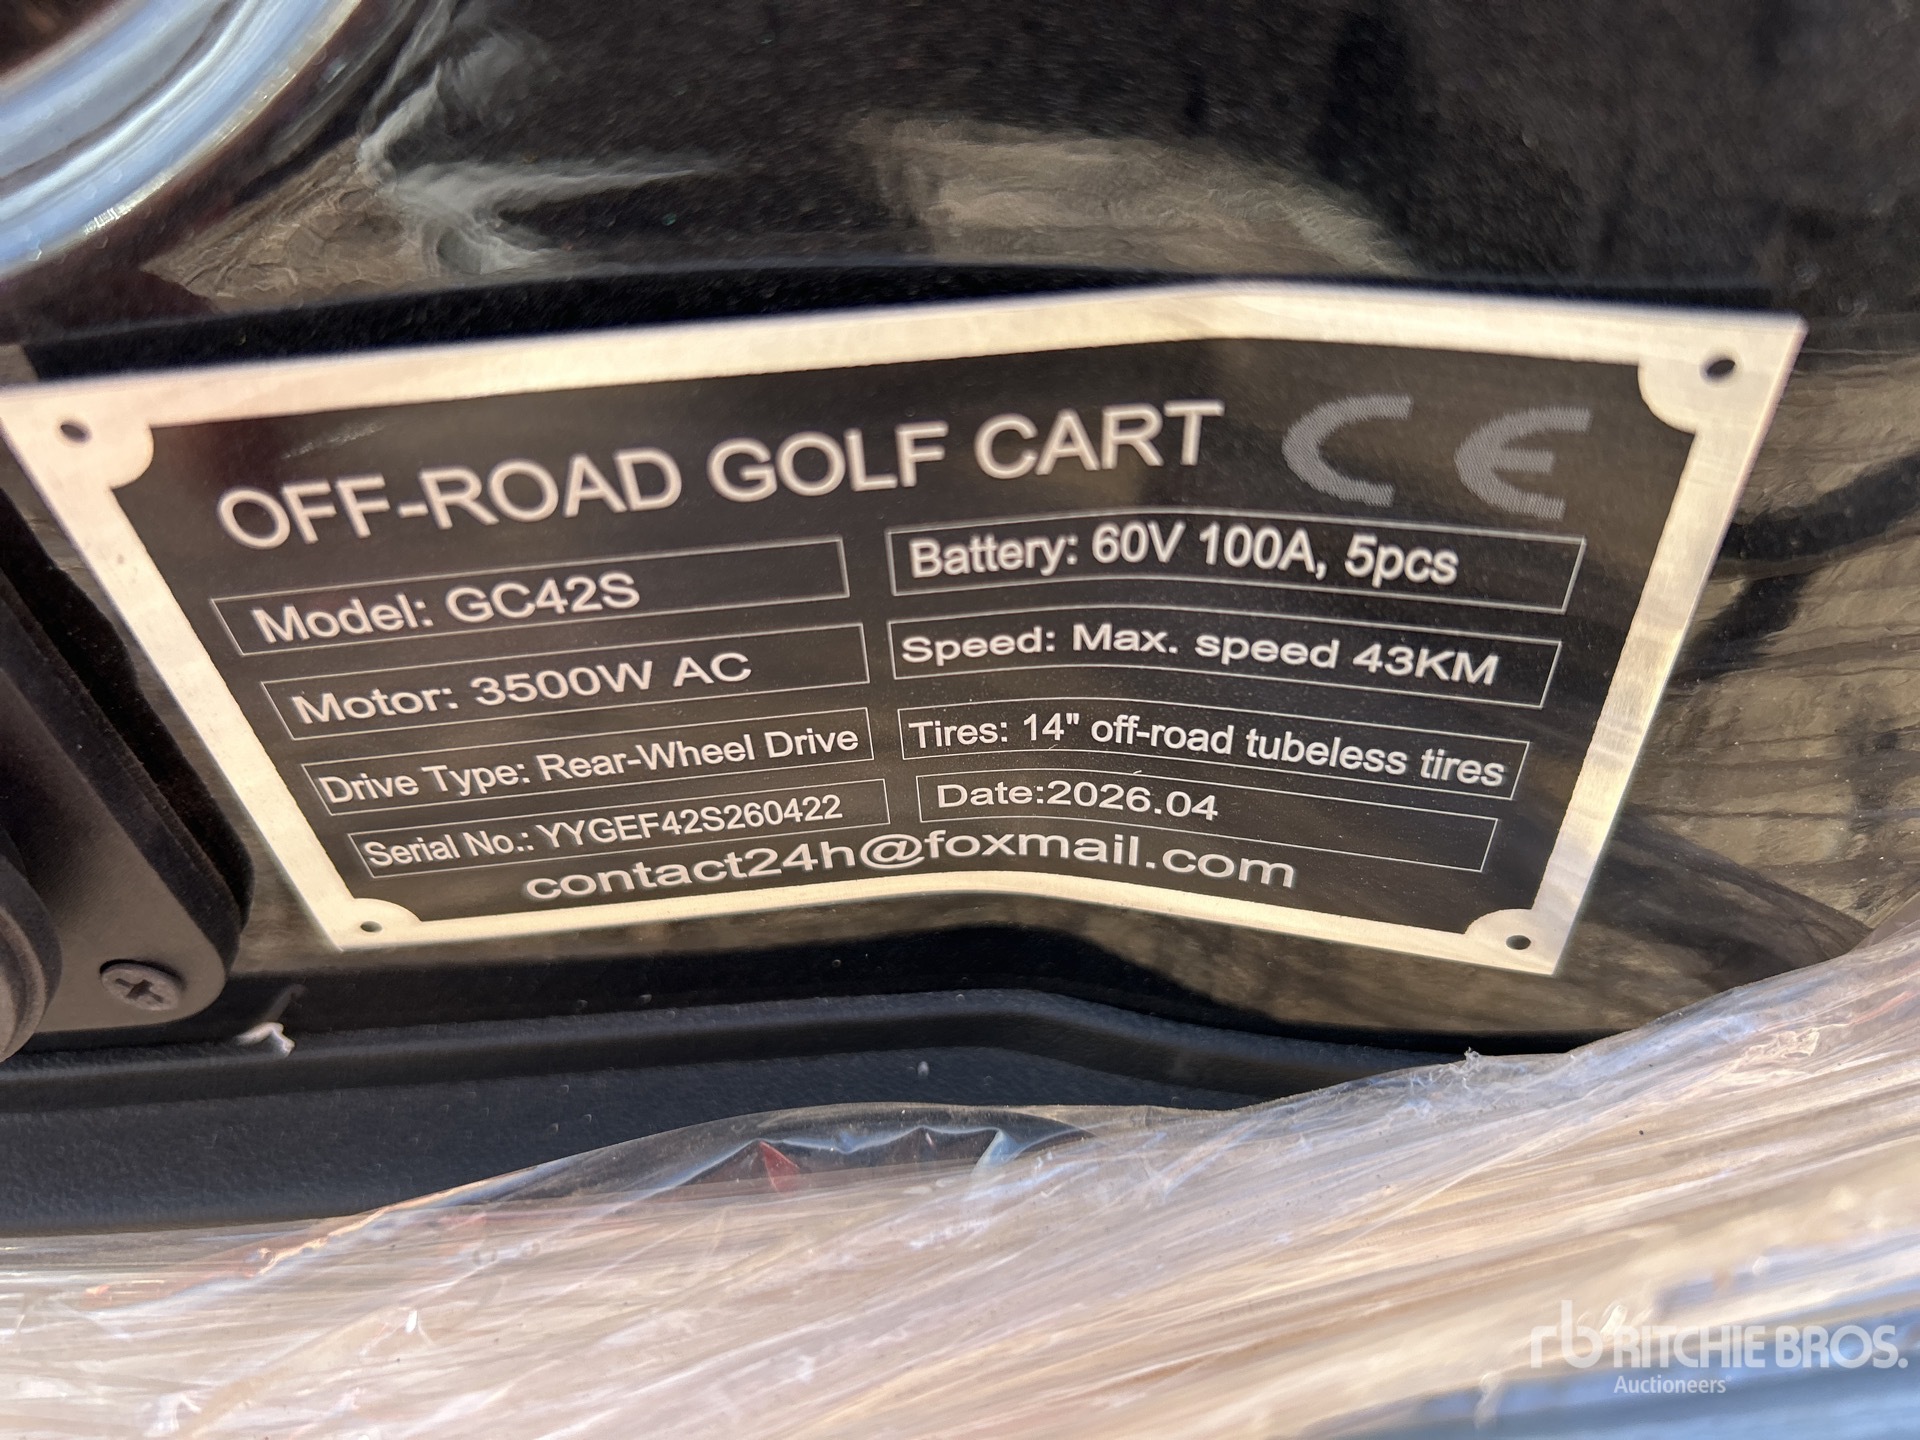 OFF-ROAD GOLF CART CE
Model: GC42S
Battery: 60V 100A, 5pcs
Motor: 3500W AC
Speed: Max. speed 43KM
Drive Type: Rear-Wheel Drive
Tires: 14" off-road tubeless tires
Serial No.: YYGEF42S260422
Date:2026.04
contact24h@foxmail.com
rb RITCHIE BROS.
Auctioneers